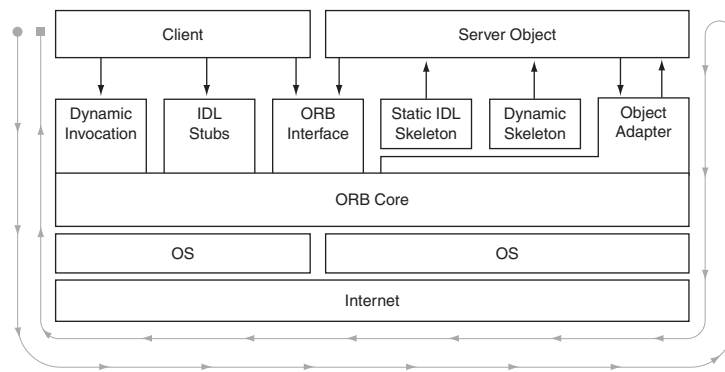 Client
Server Object
Dynamic
Invocation
IDL
Stubs
ORB
Interface
Static IDL
Skeleton
Dynamic
Skeleton
Object
Adapter
ORB Core
OS
OS
Internet